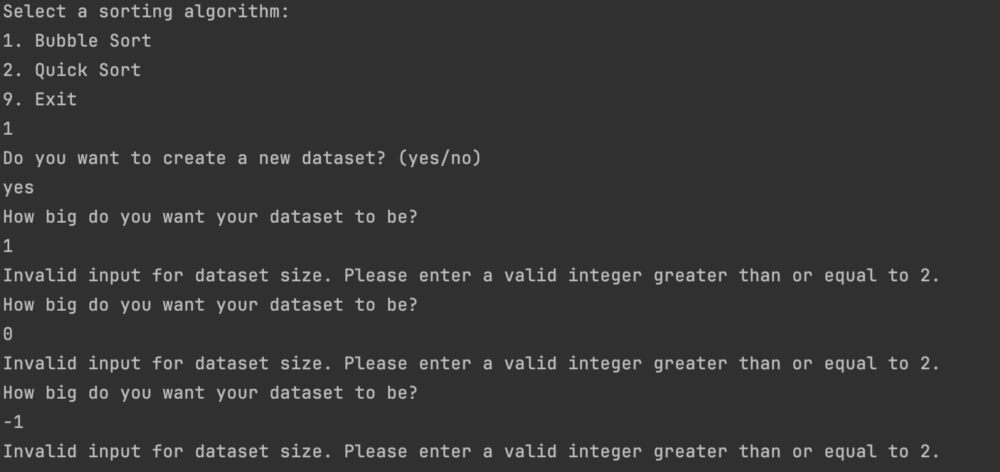 Select a sorting algorithm:
1. Bubble Sort
2. Quick Sort
9. Exit
1
Do you want to create a new dataset? (yes/no)
yes
How big do you want your dataset to be?
1
Invalid input for dataset size. Please enter a valid integer greater than or equal to 2.
How big do you want your dataset to be?
0
Invalid input for dataset size. Please enter a valid integer greater than or equal to 2.
How big do you want your dataset to be?
-1
Invalid input for dataset size. Please enter a valid integer greater than or equal to 2.